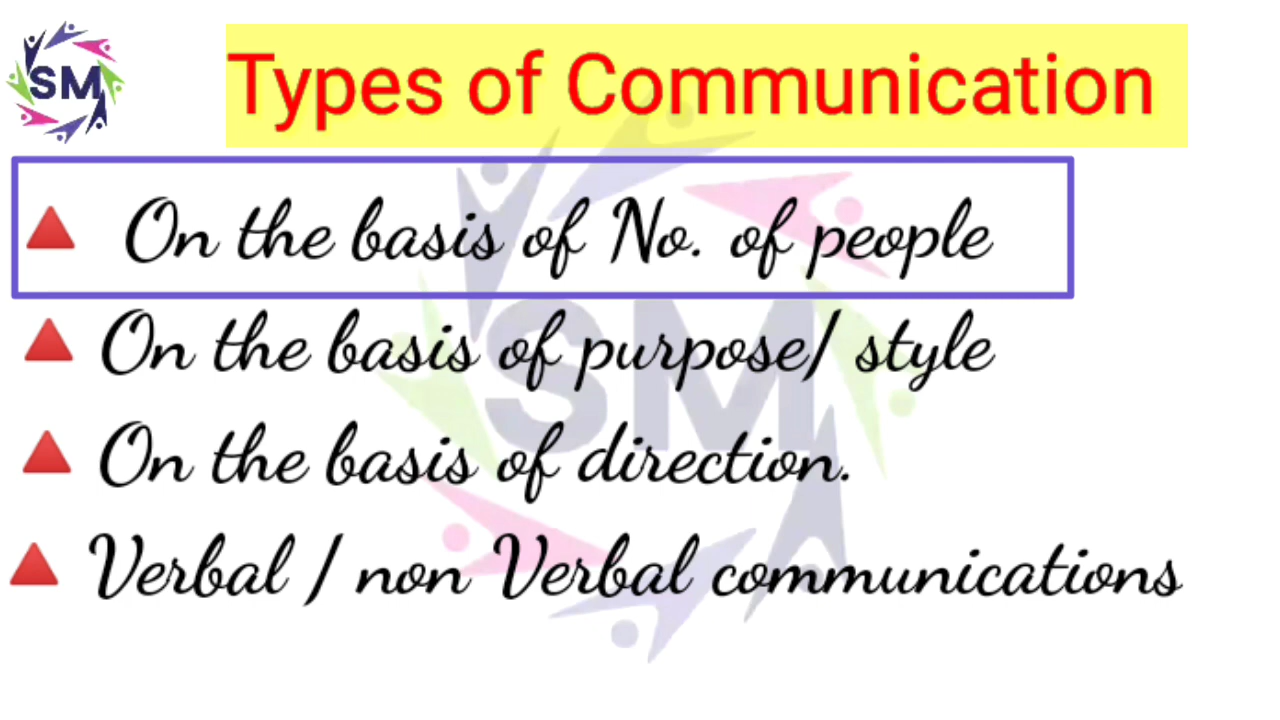 SM
Types of Communication
On the basis of No. of people
On the basis of purpose/ style
On the basis of direction.
Verbal / non Verbal communications
SM